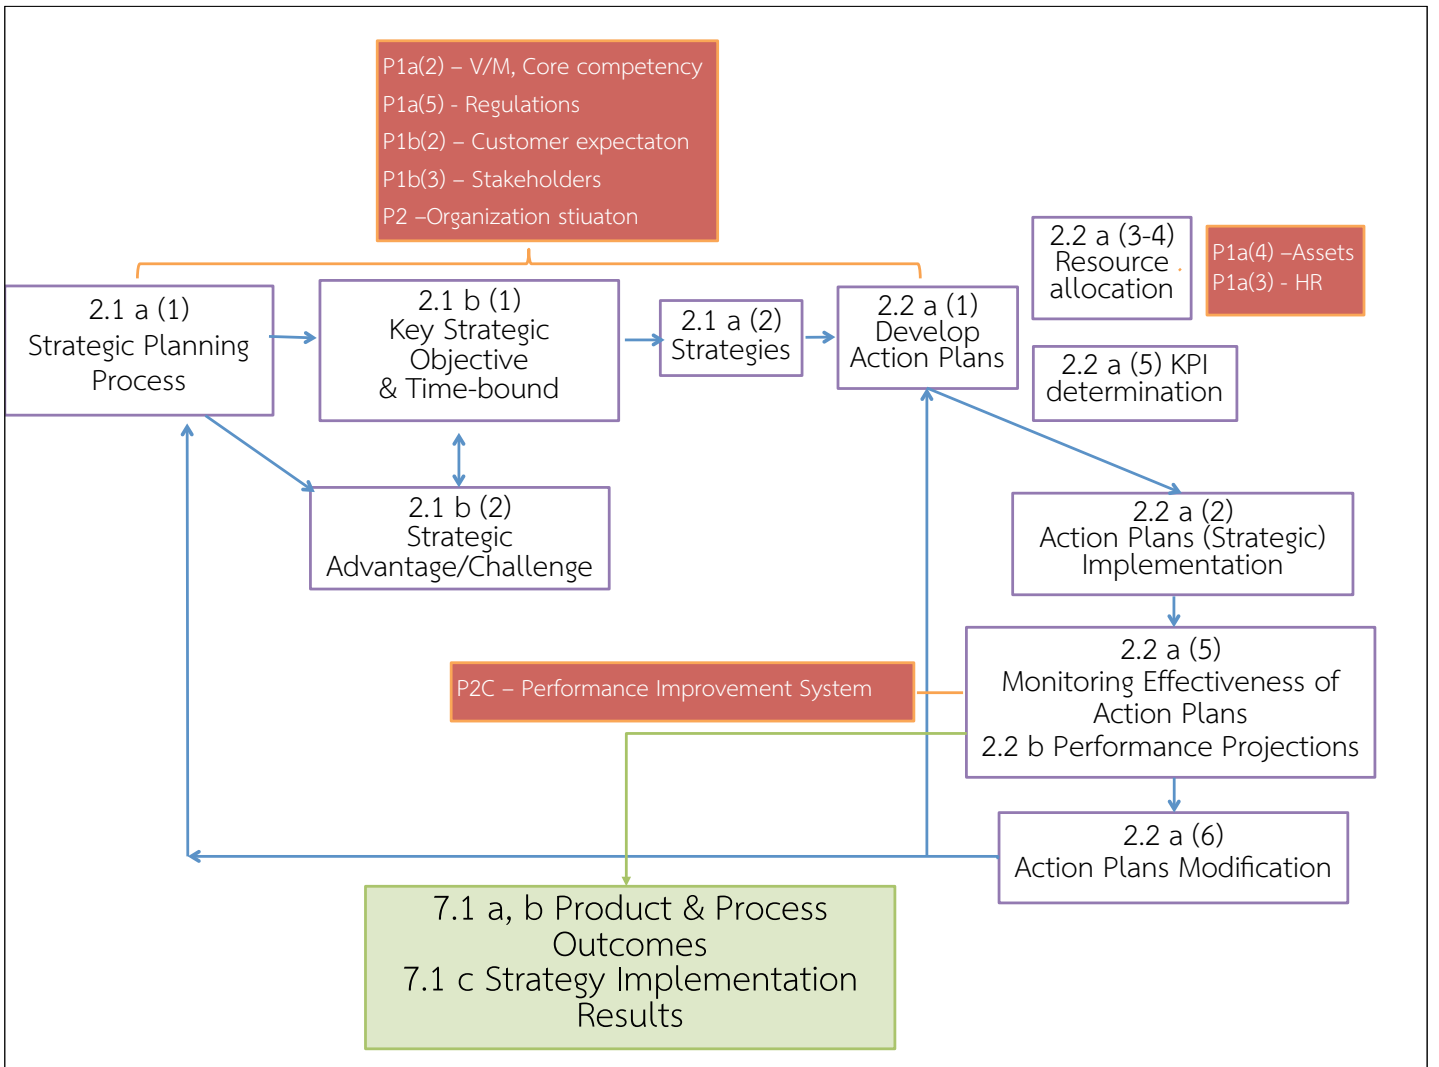 P1a(2) – V/M, Core competency
P1a(5) - Regulations
P1b(2) – Customer expectaton
P1b(3) – Stakeholders
P2 –Organization stiuaton
2.2 a (3-4)
Resource
allocation
P1a(4) –Assets
P1a(3) - HR
2.1 a (1)
Strategic Planning
Process
2.1 b (1)
Key Strategic
Objective
& Time-bound
2.1 a (2)
Strategies
2.2 a (1)
Develop
Action Plans
2.2 a (5) KPI
determination
2.1 b (2)
Strategic
Advantage/Challenge
2.2 a (2)
Action Plans (Strategic)
Implementation
2.2 a (5)
Monitoring Effectiveness of
Action Plans
2.2 b Performance Projections
P2C – Performance Improvement System
2.2 a (6)
Action Plans Modification
7.1 a, b Product & Process
Outcomes
7.1 c Strategy Implementation
Results